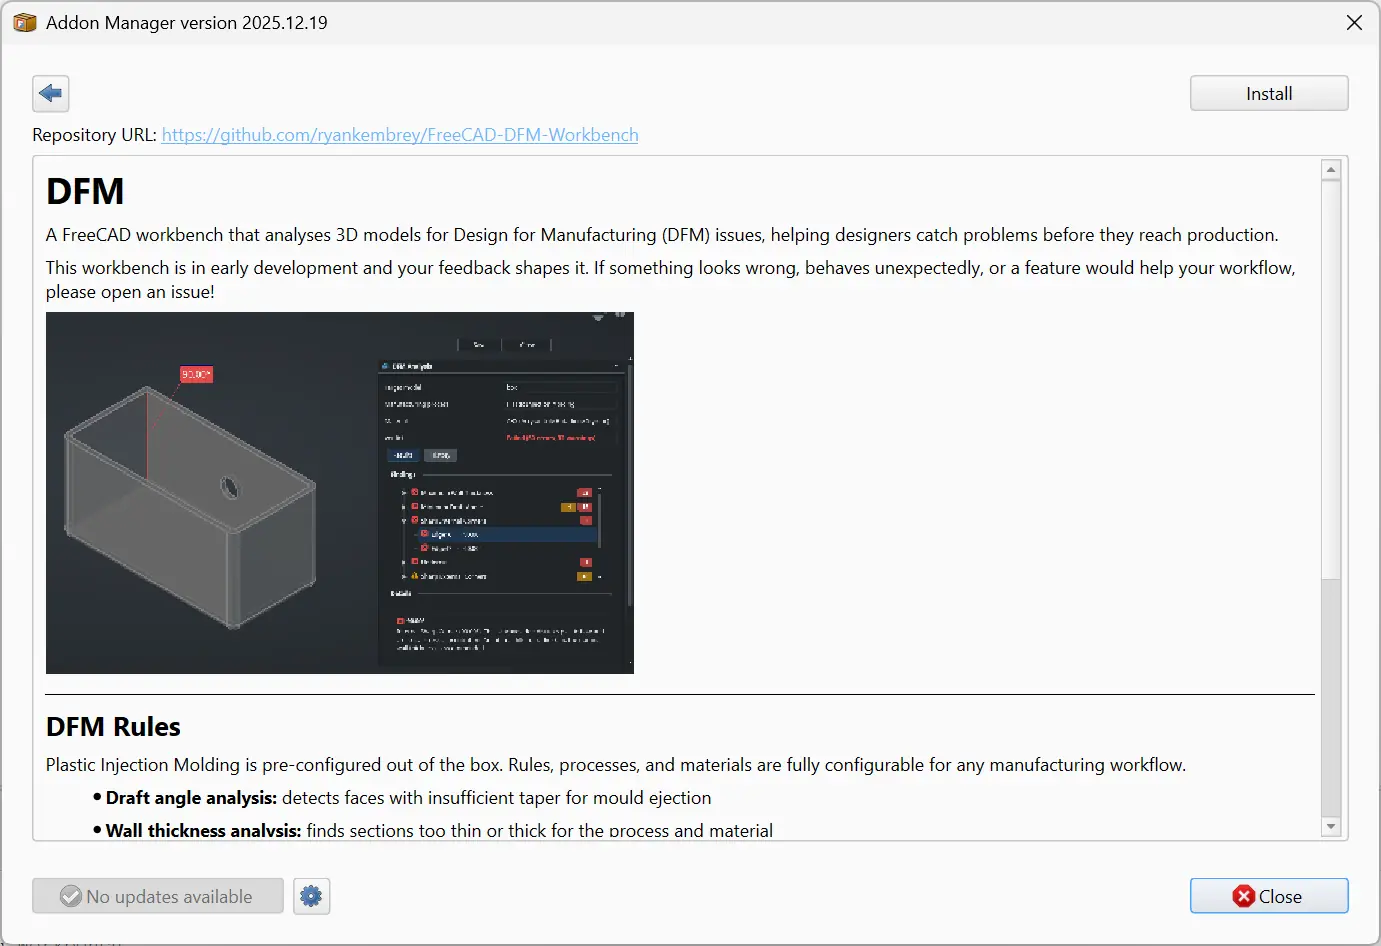 Addon Manager version 2025.12.19
Install
Repository URL: https://github.com/ryankembrey/FreeCAD-DFM-Workbench
DFM
A FreeCAD workbench that analyses 3D models for Design for Manufacturing (DFM) issues, helping designers catch problems before they reach production.
This workbench is in early development and your feedback shapes it. If something looks wrong, behaves unexpectedly, or a feature would help your workflow,
please open an issue!
90.00°
DFM Analysis
box
Results
Findings
Details
DFM Rules
Plastic Injection Molding is pre-configured out of the box. Rules, processes, and materials are fully configurable for any manufacturing workflow.
• Draft angle analysis: detects faces with insufficient taper for mould ejection
• Wall thickness analysis: finds sections too thin or thick for the process and material
No updates available
Close